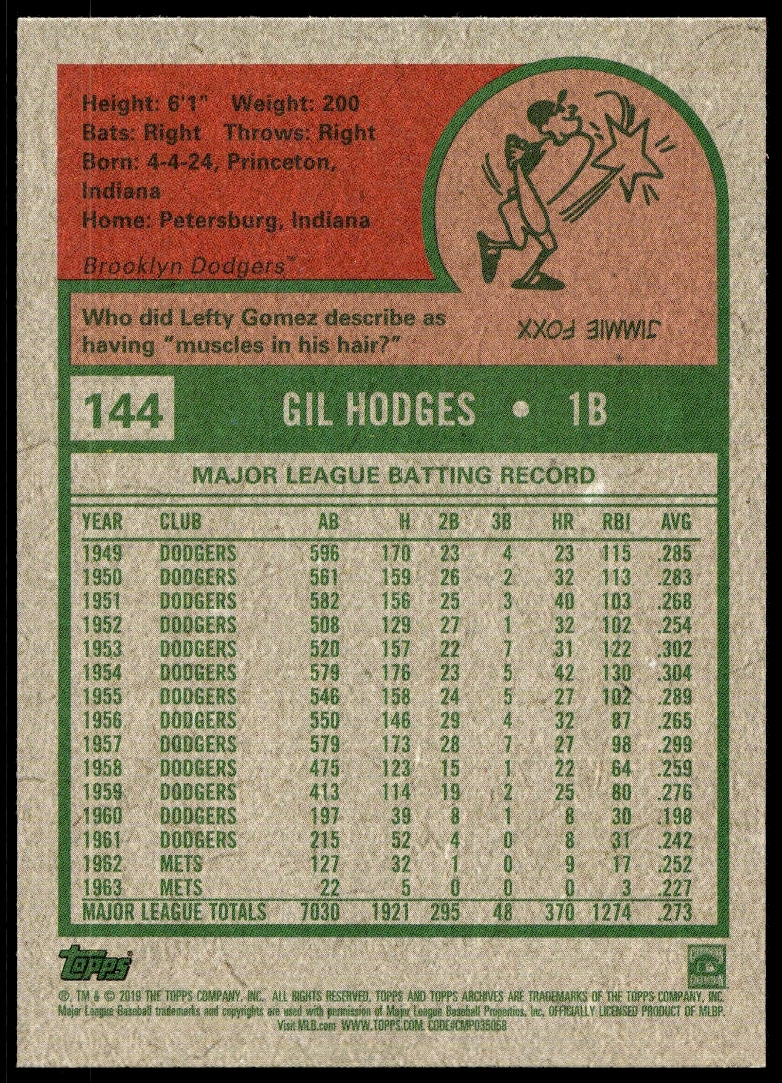 Height: 6'1" Weight: 200
Bats: Right Throws: Right
Born: 4-4-24, Princeton,
Indiana
Home: Petersburg, Indiana
Brooklyn Dodgers™
Who did Lefty Gomez describe as
having "muscles in his hair?"
JIMMIE FOXX
144 GIL HODGES • 1B
MAJOR LEAGUE BATTING RECORD
YEAR CLUB AB H 2B 3B HR RBI AVG
1949 DODGERS 596 170 23 4 23 115 .285
1950 DODGERS 561 159 26 2 32 113 .283
1951 DODGERS 582 156 25 3 40 103 .268
1952 DODGERS 508 129 27 1 32 102 .254
1953 DODGERS 520 157 22 7 31 122 .302
1954 DODGERS 579 176 23 5 42 130 .304
1955 DODGERS 546 158 24 5 27 102 .289
1956 DODGERS 550 146 29 4 32 87 .265
1957 DODGERS 579 173 28 7 27 98 .299
1958 DODGERS 475 123 15 1 22 64 .259
1959 DODGERS 413 114 19 2 25 80 .276
1960 DODGERS 197 39 8 1 8 30 .198
1961 DODGERS 215 52 4 0 8 31 .242
1962 METS 127 32 1 0 9 17 .252
1963 METS 22 5 0 0 0 3 .227
MAJOR LEAGUE TOTALS 7030 1921 295 48 370 1274 .273
Topps®
®, TM & © 2019 THE TOPPS COMPANY, INC. ALL RIGHTS RESERVED. TOPPS AND TOPPS ARCHIVES ARE TRADEMARKS OF THE TOPPS COMPANY, INC.
Major League Baseball trademarks and copyrights are used with permission of Major League Baseball Properties, Inc. OFFICIALLY LICENSED PRODUCT OF MLBP.
Visit MLB.com WWW.TOPPS.COM. CODE#CMP035058